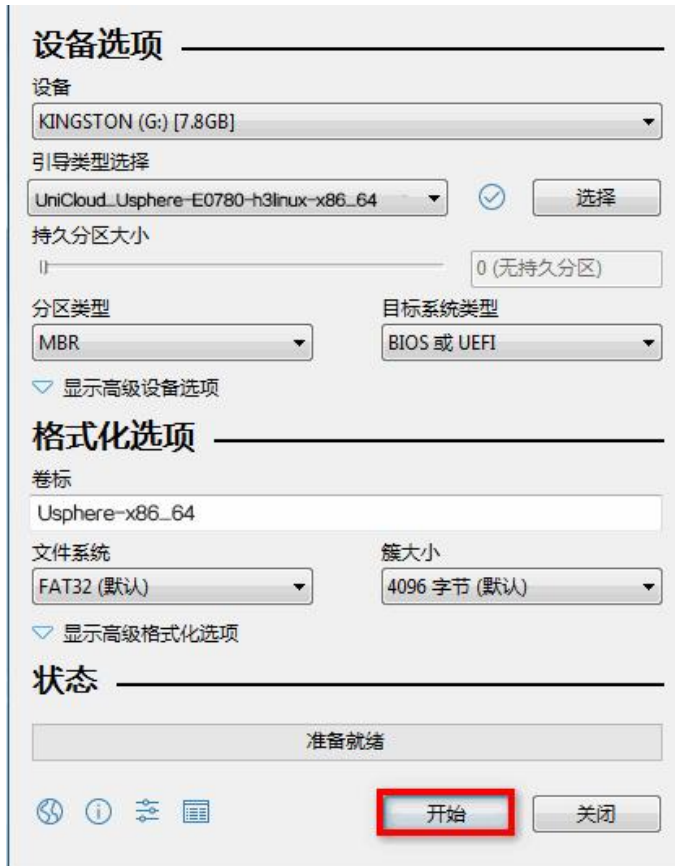 设备选项
设备
KINGSTON (G:) [7.8GB]
引导类型选择
UniCloud_Usphere-E0780-h3linux-x86_64
选择
持久分区大小
0 (无持久分区)
分区类型
目标系统类型
MBR
BIOS 或 UEFI
显示高级设备选项
格式化选项
卷标
Usphere-x86_64
文件系统
簇大小
FAT32 (默认)
4096 字节 (默认)
显示高级格式化选项
状态
准备就绪
开始
关闭